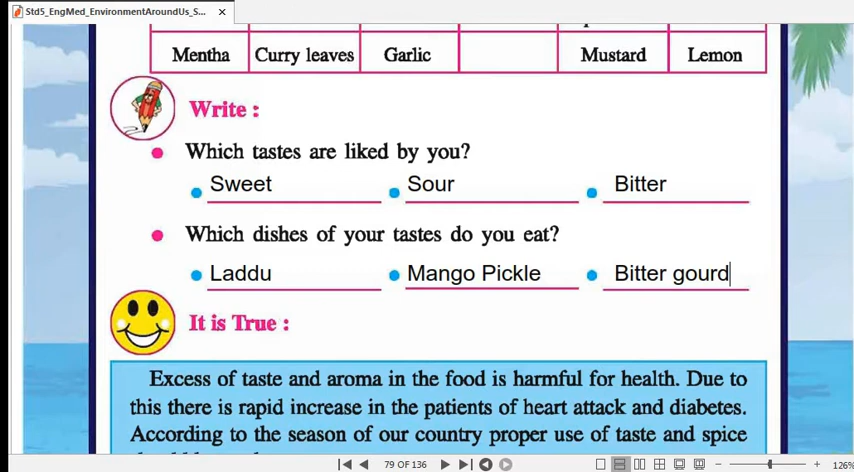 Std5_EngMed_EnvironmentAroundUs_S...
Mentha Curry leaves Garlic Mustard Lemon
Write :
Which tastes are liked by you?
Sweet Sour Bitter
Which dishes of your tastes do you eat?
Laddu Mango Pickle Bitter gourd
It is True :
Excess of taste and aroma in the food is harmful for health. Due to
this there is rapid increase in the patients of heart attack and diabetes.
According to the season of our country proper use of taste and spice
79 OF 136
126%